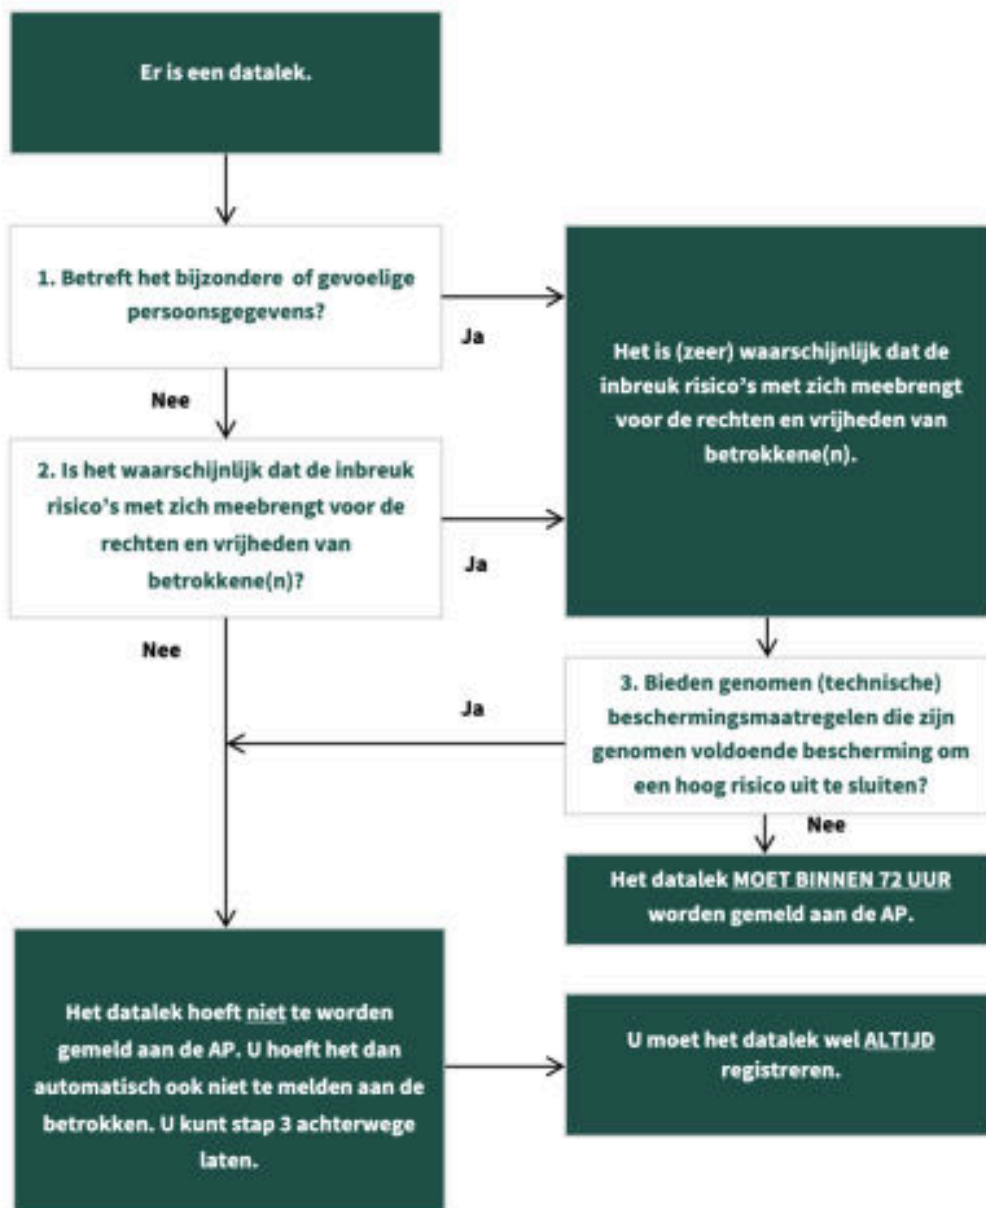 Er is een datalek.
1. Betreft het bijzondere of gevoelige
persoonsgegevens?
Ja
Nee
Het is (zeer) waarschijnlijk dat de
inbreuk risico's met zich meebrengt
voor de rechten en vrijheden van
betrokkene(n).
2. Is het waarschijnlijk dat de inbreuk
risico's met zich meebrengt voor de
rechten en vrijheden van
betrokkene(n)?
Ja
Nee
3. Bieden genomen (technische)
beschermingsmaatregelen die zijn
genomen voldoende bescherming om
een hoog risico uit te sluiten?
Ja
Nee
Het datalek MOET BINNEN 72 UUR
worden gemeld aan de AP.
Het datalek hoeft niet te worden
gemeld aan de AP. U hoeft het dan
automatisch ook niet te melden aan de
betrokken. U kunt stap 3 achterwege
laten.
U moet het datalek wel ALTIJD
registreren.